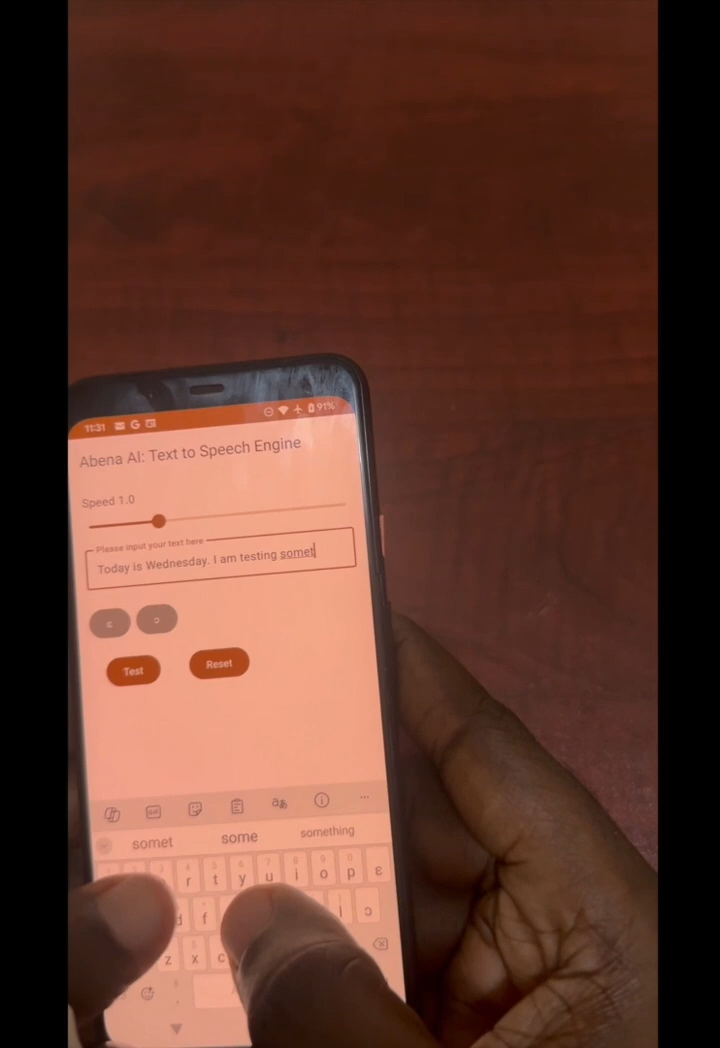 11:31 G 91%
Abena AI: Text to Speech Engine
Speed 1.0
Please input your text here
Today is Wednesday. I am testing somet
ɛ ɔ
Test Reset
GIF
somet some something
r t y u i o p ɛ
d f l ɔ
z x c